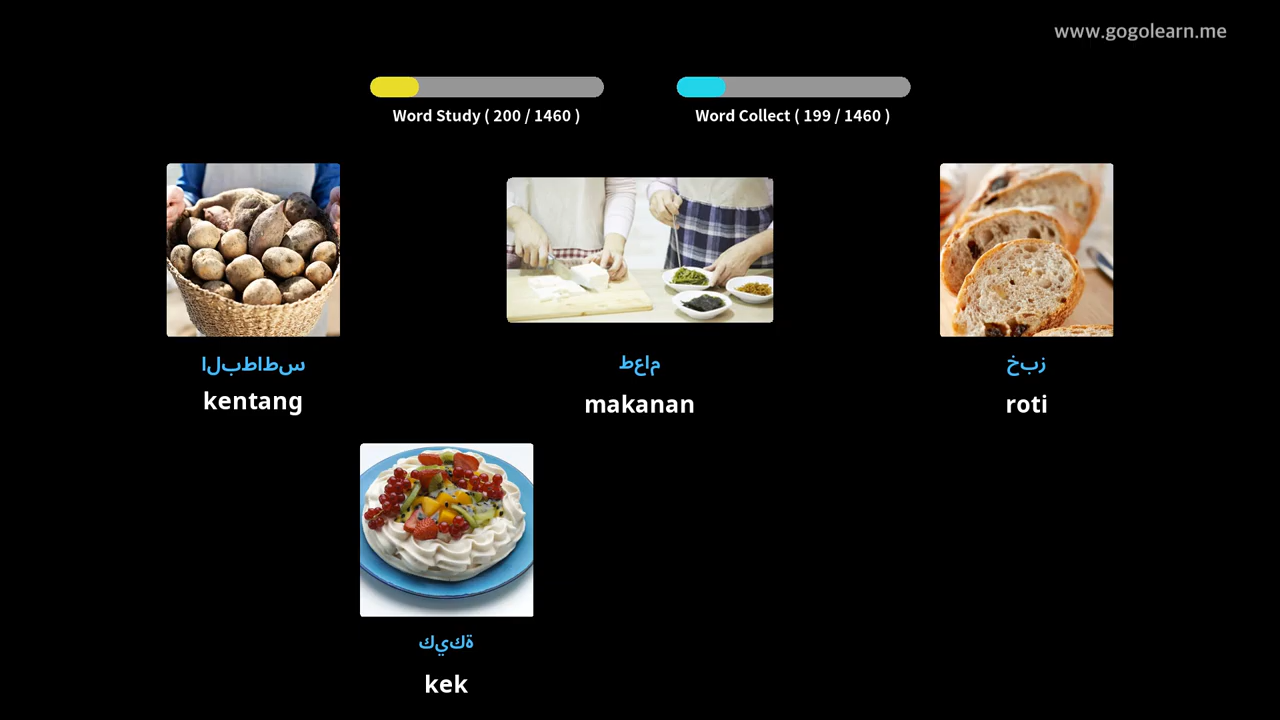 www.gogolearn.me
Word Study ( 200 / 1460 )
Word Collect ( 199 / 1460 )
البطاطس
kentang
طعام
makanan
خبز
roti
كيكة
kek